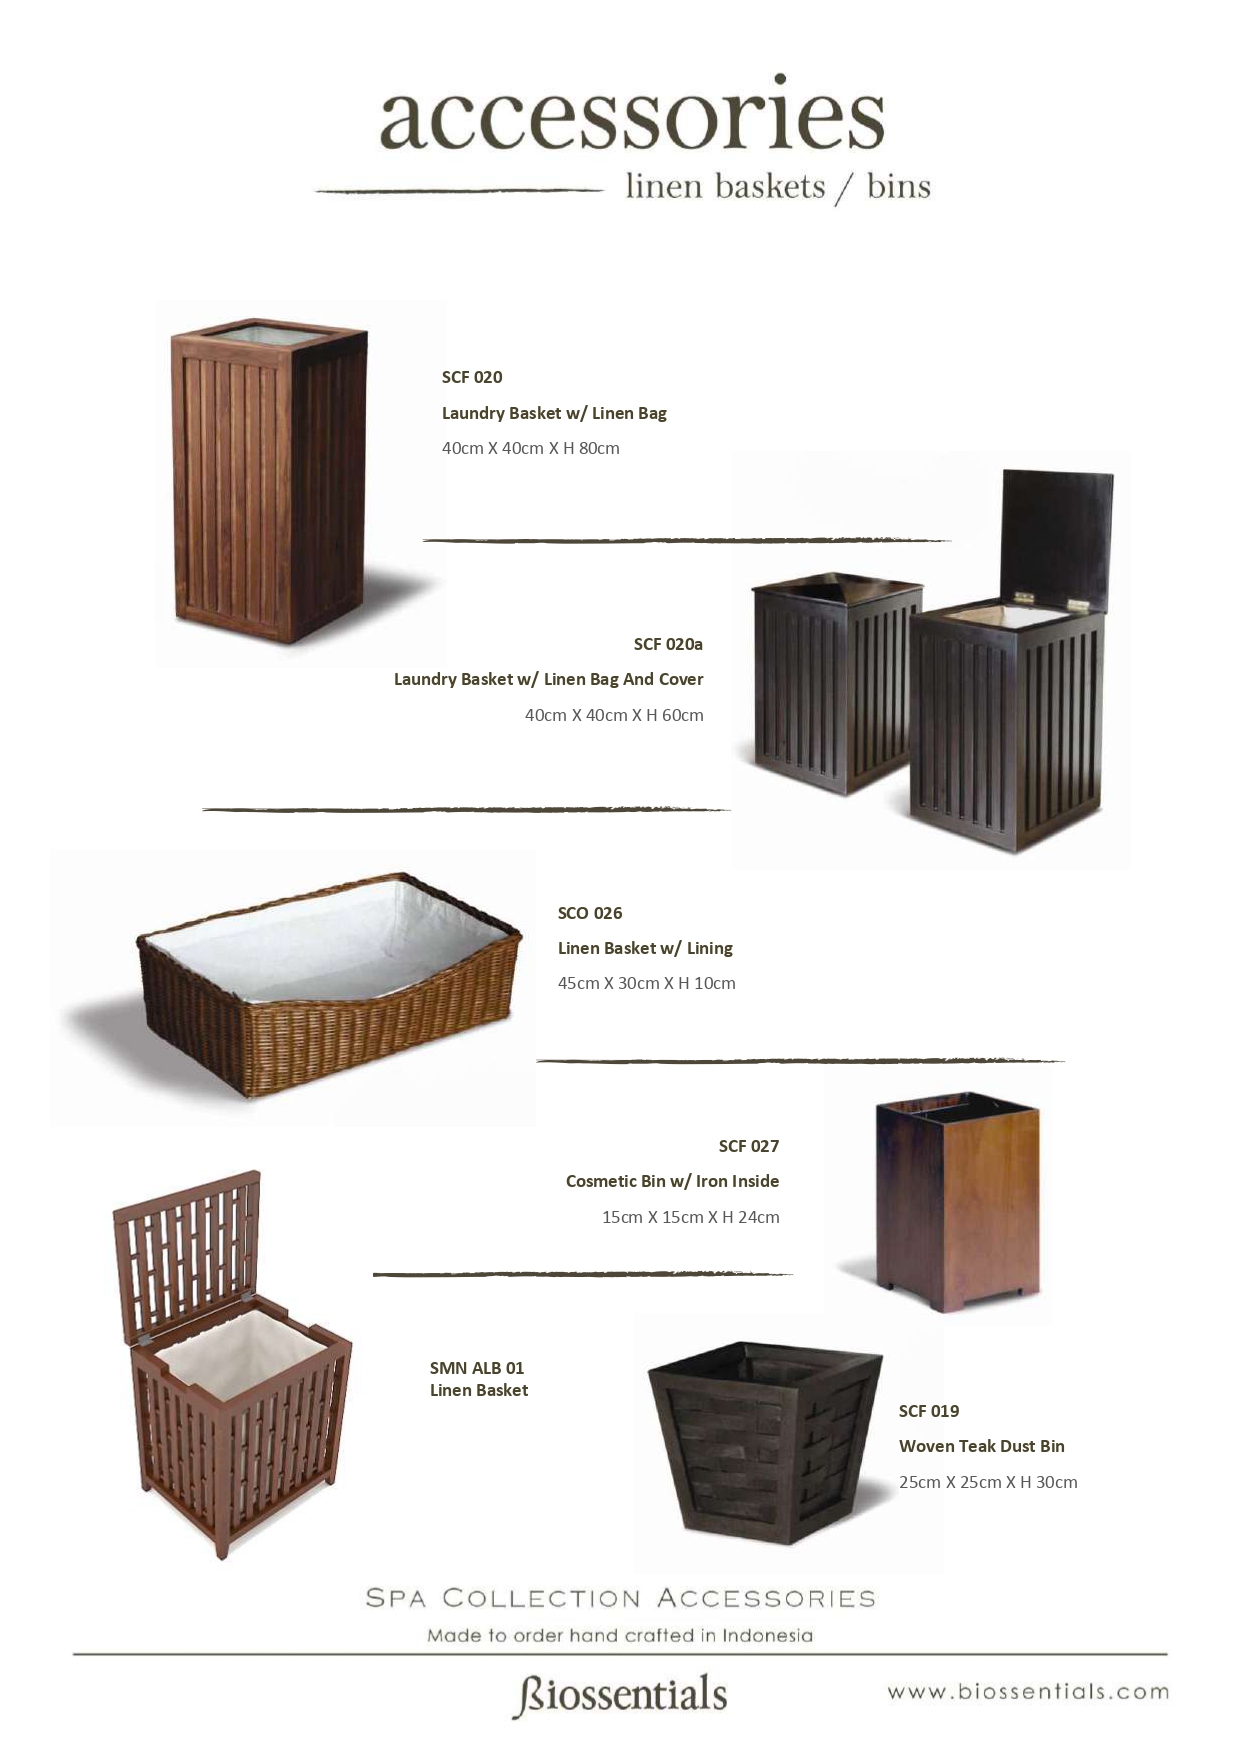 accessories
linen baskets / bins
SCF 020
Laundry Basket w/ Linen Bag
40cm X 40cm X H 80cm
SCF 020a
Laundry Basket w/ Linen Bag And Cover
40cm X 40cm X H 60cm
SCO 026
Linen Basket w/ Lining
45cm X 30cm X H 10cm
SCF 027
Cosmetic Bin w/ Iron Inside
15cm X 15cm X H 24cm
SMN ALB 01
Linen Basket
SCF 019
Woven Teak Dust Bin
25cm X 25cm X H 30cm
SPA COLLECTION ACCESSORIES
Made to order hand crafted in Indonesia
Biossentials
www.biossentials.com